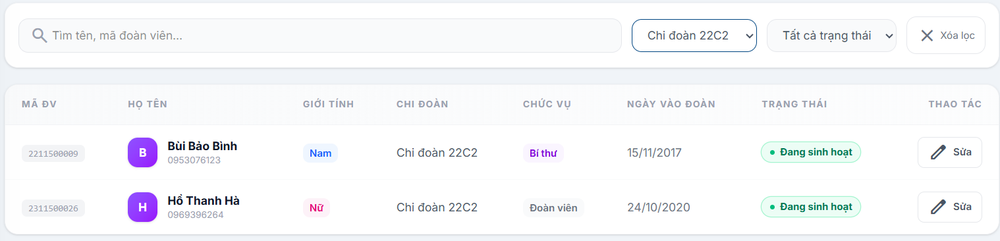 Tìm tên, mã đoàn viên...
Chi đoàn 22C2
Tất cả trạng thái
Xóa lọc
MÃ ĐV HỌ TÊN GIỚI TÍNH CHI ĐOÀN CHỨC VỤ NGÀY VÀO ĐOÀN TRẠNG THÁI THAO TÁC
2211500009 B Bùi Bảo Bình Nam Chi đoàn 22C2 Bí thư 15/11/2017 Đang sinh hoạt Sửa
0953076123
2311500026 H Hồ Thanh Hà Nữ Chi đoàn 22C2 Đoàn viên 24/10/2020 Đang sinh hoạt Sửa
0969396264